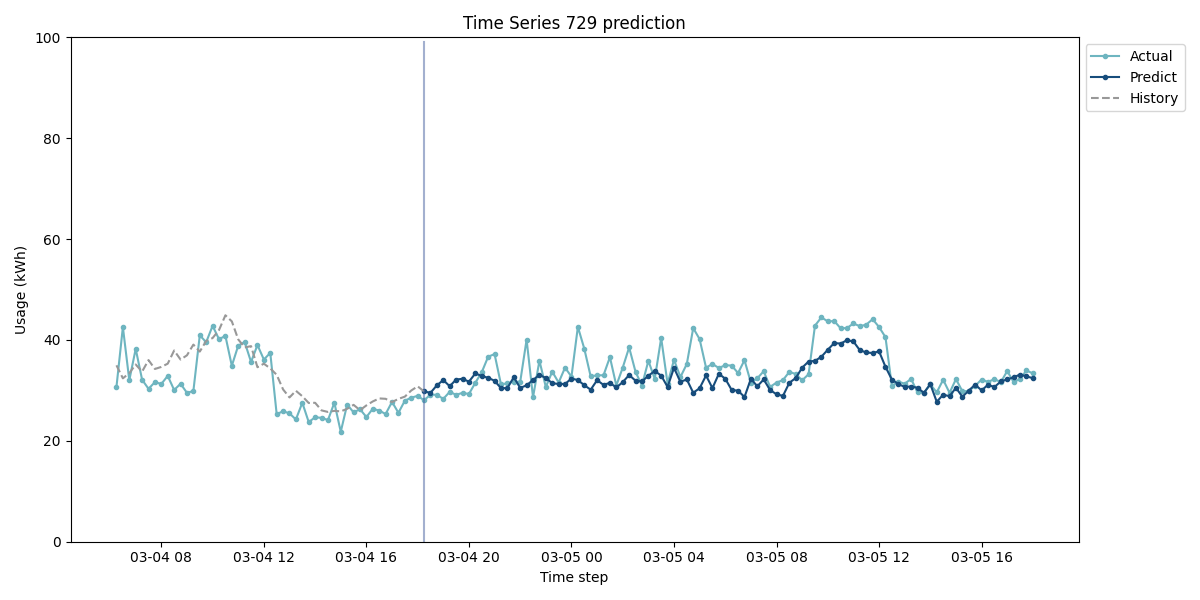 Time Series 729 prediction
100
80
60
40
20
0
Usage (kWh)
03-04 08
03-04 12
03-04 16
03-04 20
03-05 00
03-05 04
03-05 08
03-05 12
03-05 16
Time step
Actual
Predict
History